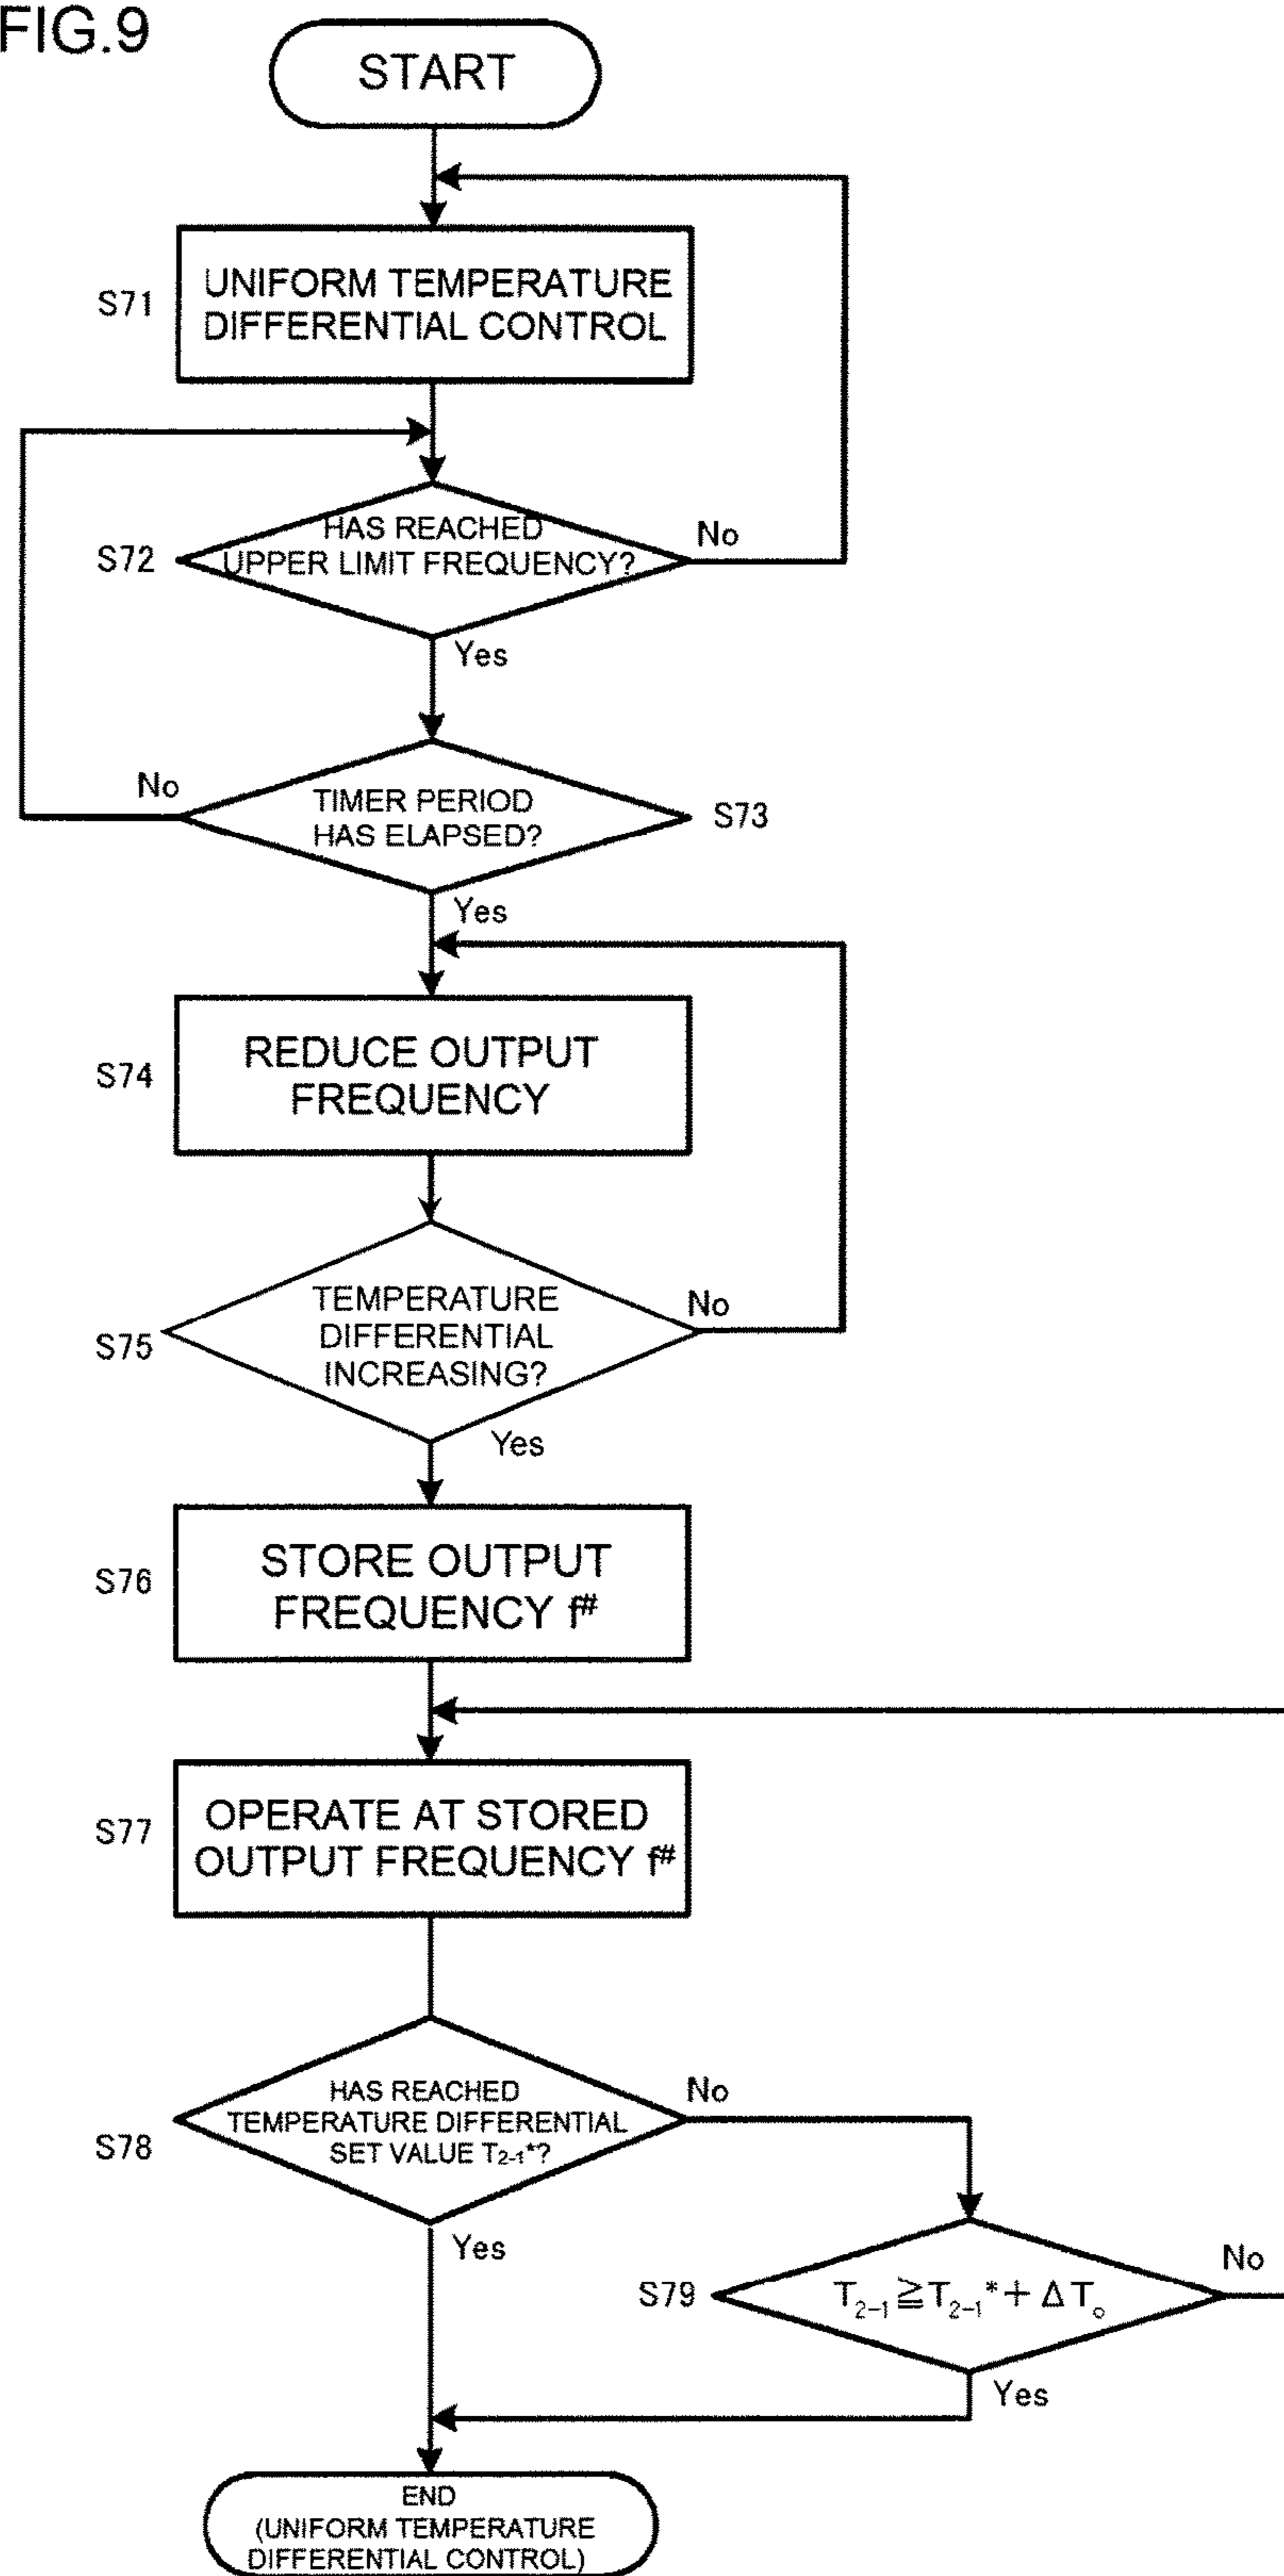 FIG.9
START
S71
UNIFORM TEMPERATURE
DIFFERENTIAL CONTROL
S72
HAS REACHED
UPPER LIMIT FREQUENCY?
No
Yes
No
TIMER PERIOD
HAS ELAPSED?
S73
Yes
S74
REDUCE OUTPUT
FREQUENCY
S75
TEMPERATURE
DIFFERENTIAL
INCREASING?
No
Yes
S76
STORE OUTPUT
FREQUENCY f#
S77
OPERATE AT STORED
OUTPUT FREQUENCY f#
S78
HAS REACHED
TEMPERATURE DIFFERENTIAL
SET VALUE T2-1*?
No
Yes
S79
T2-1≧T2-1*+ΔTo
No
Yes
END
(UNIFORM TEMPERATURE
DIFFERENTIAL CONTROL)